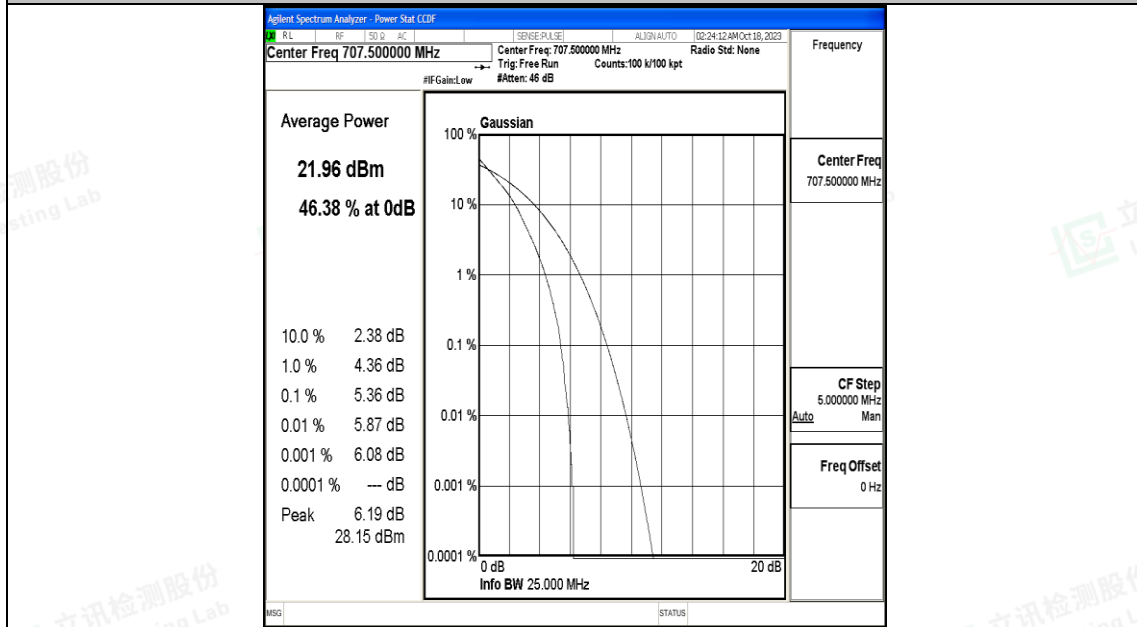 Agilent Spectrum Analyzer - Power Stat CCDF
RL RF 50 Ω AC SENSE:PULSE ALIGNAUTO 02:24:12 AM Oct 18, 2023
Center Freq 707.500000 MHz
Center Freq: 707.500000 MHz Radio Std: None
Trig: Free Run Counts:100 k/100 kpt
#IFGain:Low #Atten: 46 dB
Frequency
Average Power
21.96 dBm
46.38 % at 0dB
10.0 % 2.38 dB
1.0 % 4.36 dB
0.1 % 5.36 dB
0.01 % 5.87 dB
0.001 % 6.08 dB
0.0001 % --- dB
Peak 6.19 dB
28.15 dBm
Gaussian
100 %
10 %
1 %
0.1 %
0.01 %
0.001 %
0.0001 %
0 dB 20 dB
Info BW 25.000 MHz
Center Freq
707.500000 MHz
CF Step
5.000000 MHz
Auto Man
Freq Offset
0 Hz
MSG STATUS
测股份
sting Lab
立讯检测股份
ng Lab
立讯检测股份